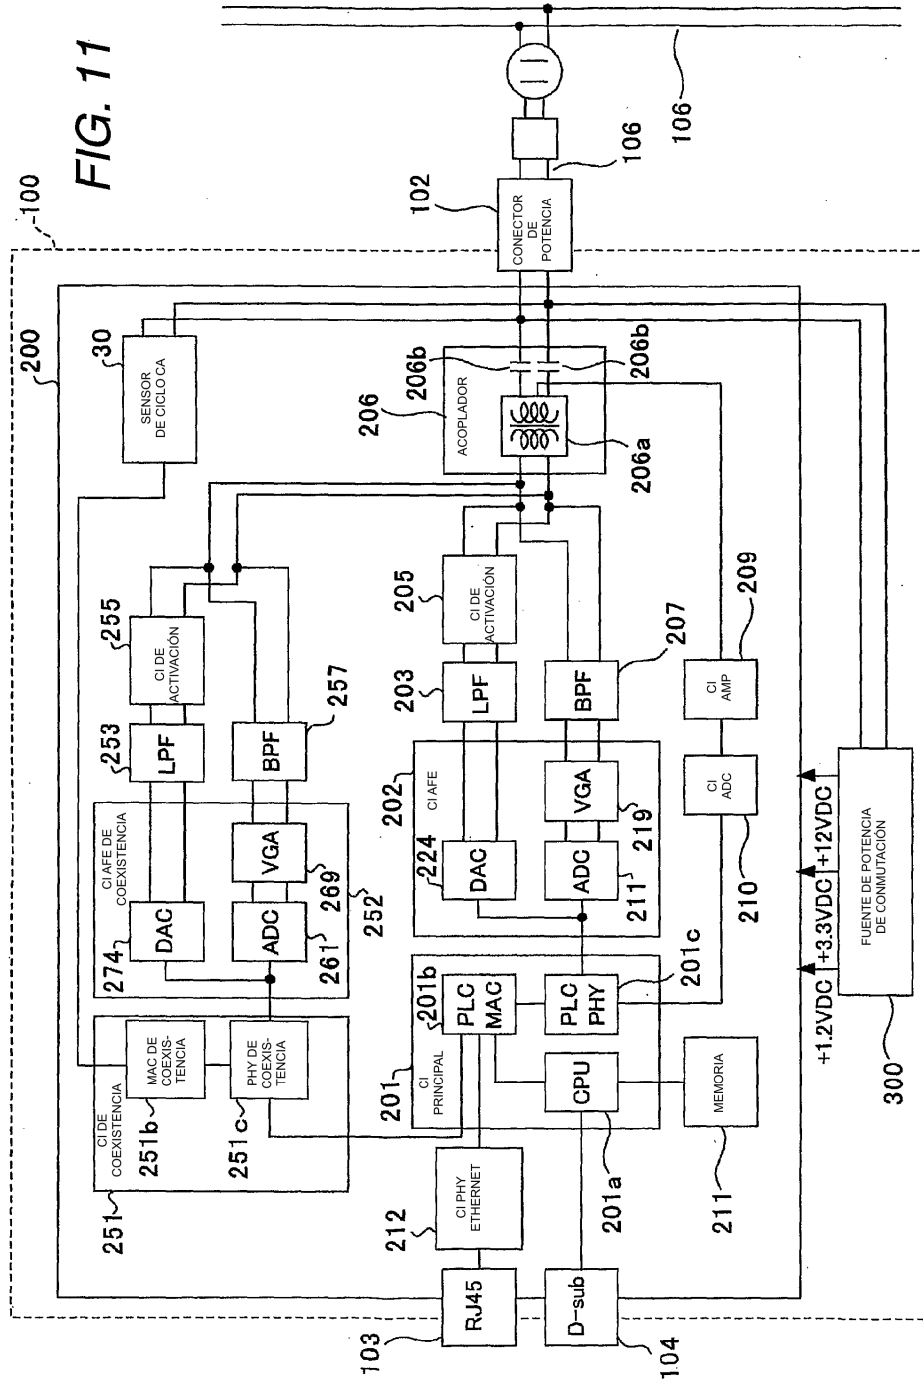 FIG. 11
100
200
30
SENSOR
DE CICLO CA
102
CONECTOR
DE
POTENCIA
106
106
206
ACOPLADOR
206b
206b
206a
255
CI DE
ACTIVACIÓN
253
LPF
257
BPF
CI AFE DE
COEXISTENCIA
274
DAC
VGA
269
ADC
261
252
205
CI DE
ACTIVACIÓN
203
LPF
207
BPF
202
CI AFE
224
DAC
VGA
219
ADC
211
209
CI
AMP
CI
ADC
210
251
CI DE
COEXISTENCIA
MAC DE
COEXIS-
TENCIA
251b
PHY DE
COEXIS-
TENCIA
251c
201
CI
PRINCIPAL
201b
PLC
MAC
PLC
PHY
201c
CPU
201a
MEMORIA
211
212
CI PHY
ETHERNET
103
RJ45
D-sub
104
+1.2VDC
+3.3VDC
+12VDC
FUENTE DE POTENCIA
DE CONMUTACIÓN
300